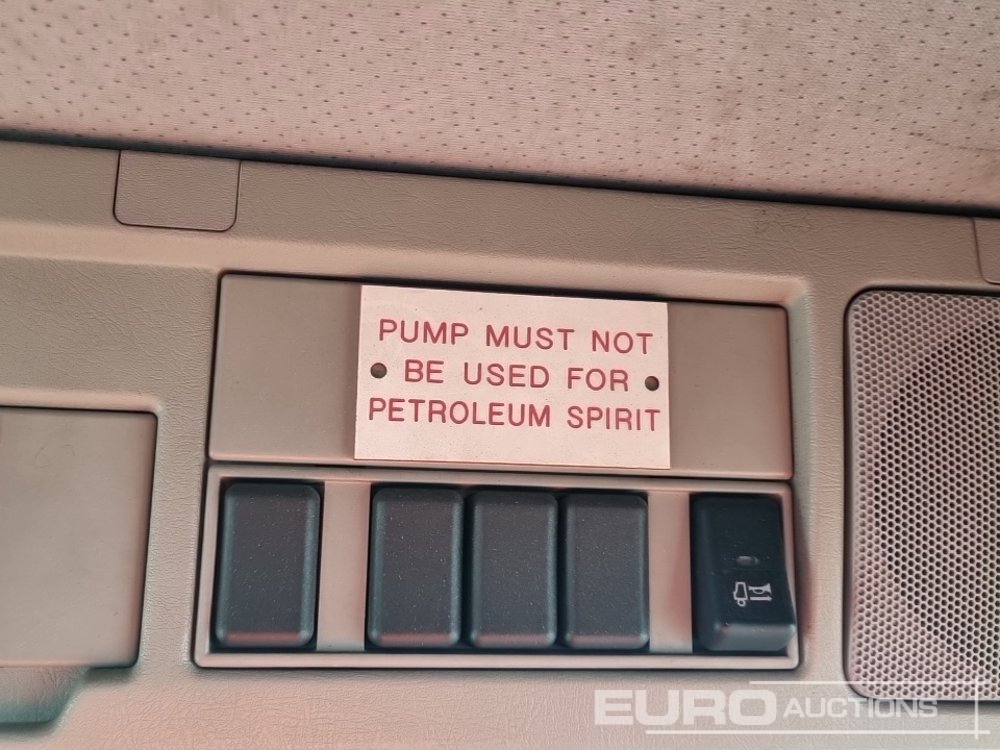 PUMP MUST NOT
BE USED FOR
PETROLEUM SPIRIT
EURO AUCTIONS